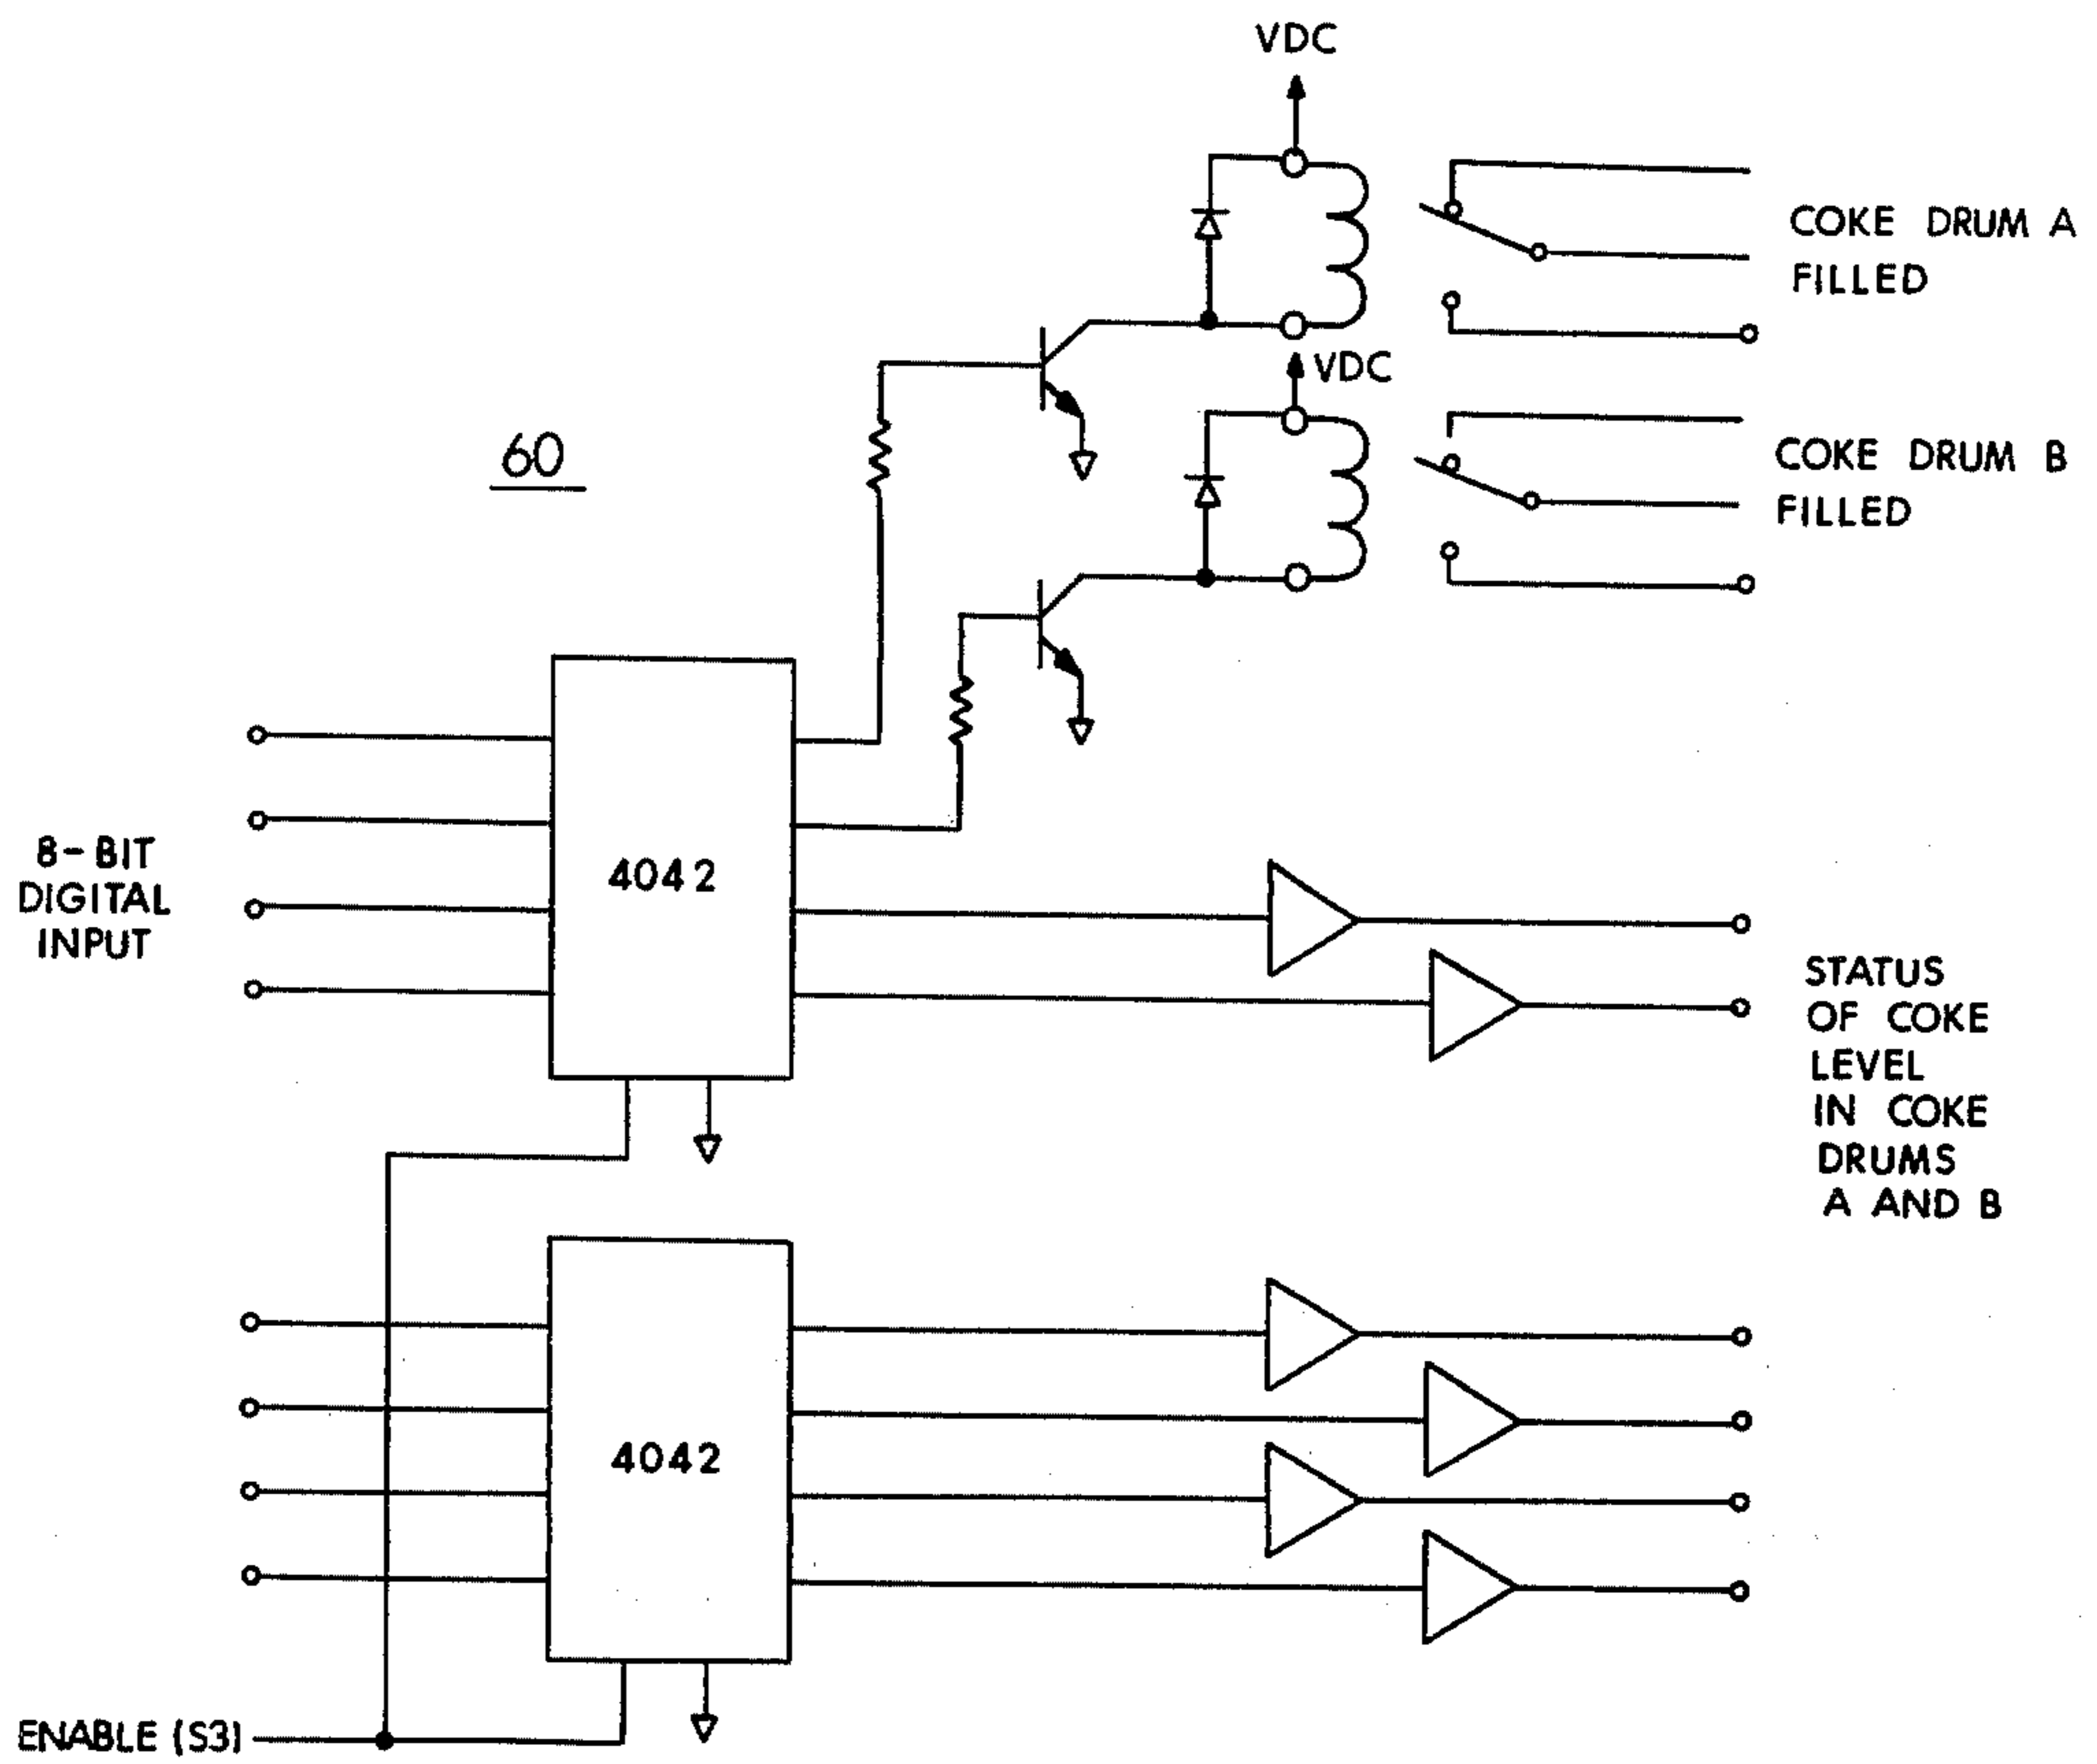 VDC
COKE DRUM A
FILLED
VDC
60
COKE DRUM B
FILLED
8-BIT
DIGITAL
INPUT
4042
STATUS
OF COKE
LEVEL
IN COKE
DRUMS
A AND B
4042
ENABLE (S3)